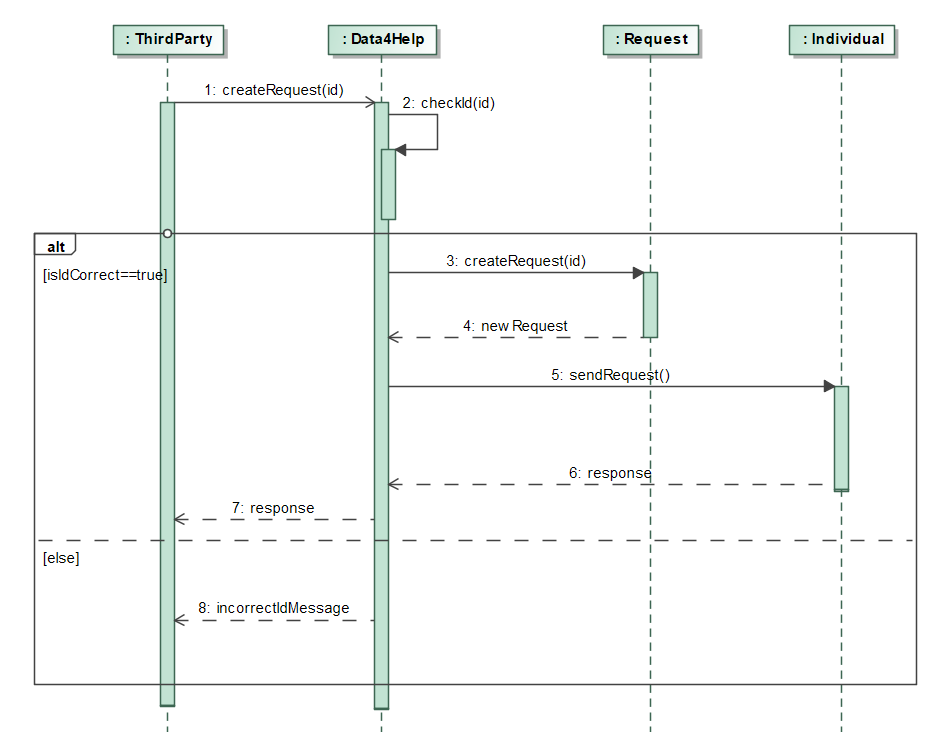 : ThirdParty
: Data4Help
: Request
: Individual
1: createRequest(id)
2: checkId(id)
alt
[isIdCorrect==true]
3: createRequest(id)
4: new Request
5: sendRequest()
6: response
7: response
[else]
8: incorrectIdMessage